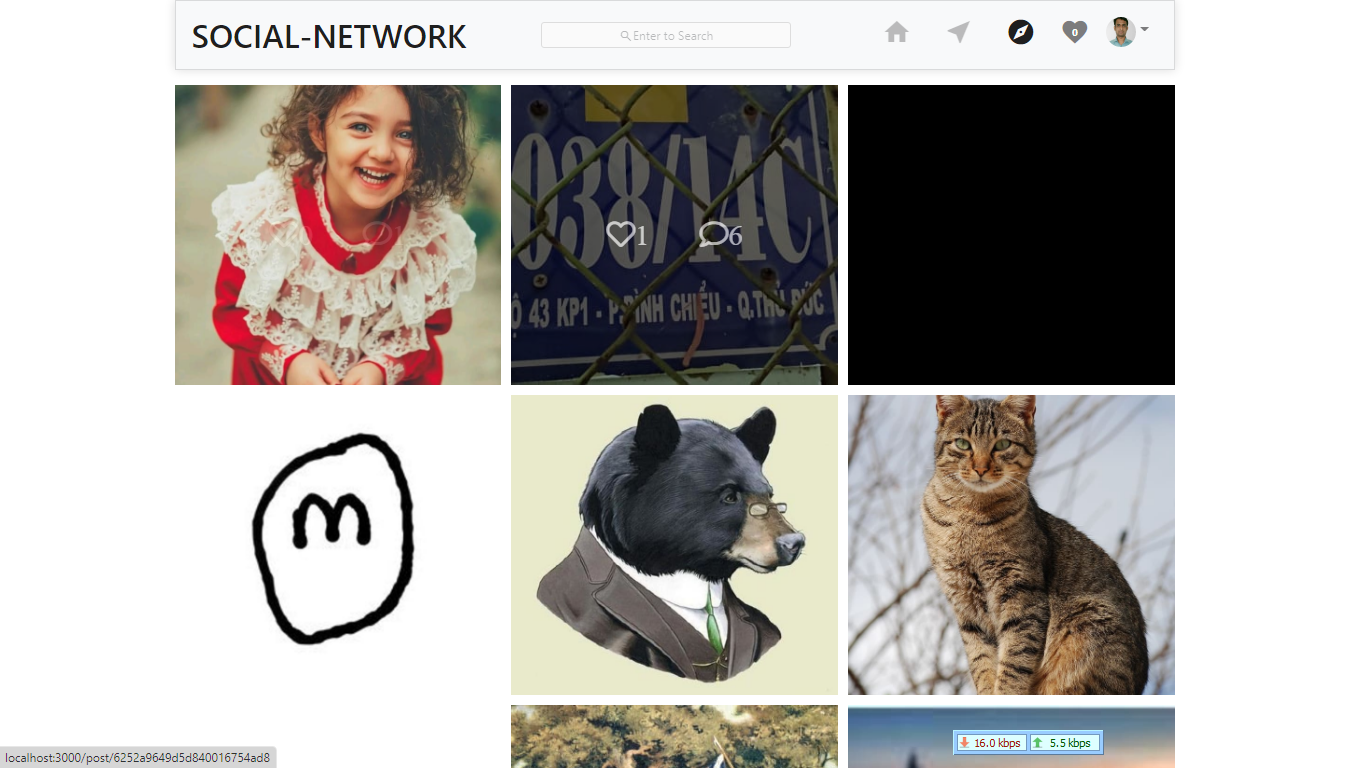 SOCIAL-NETWORK
Enter to Search
0
038/14C
1
6
Ổ 43 KP1 - P.BÌNH CHIỂU - Q.THỦ ĐỨC
m
localhost:3000/post/6252a9649d5d840016754ad8
16.0 kbps
5.5 kbps